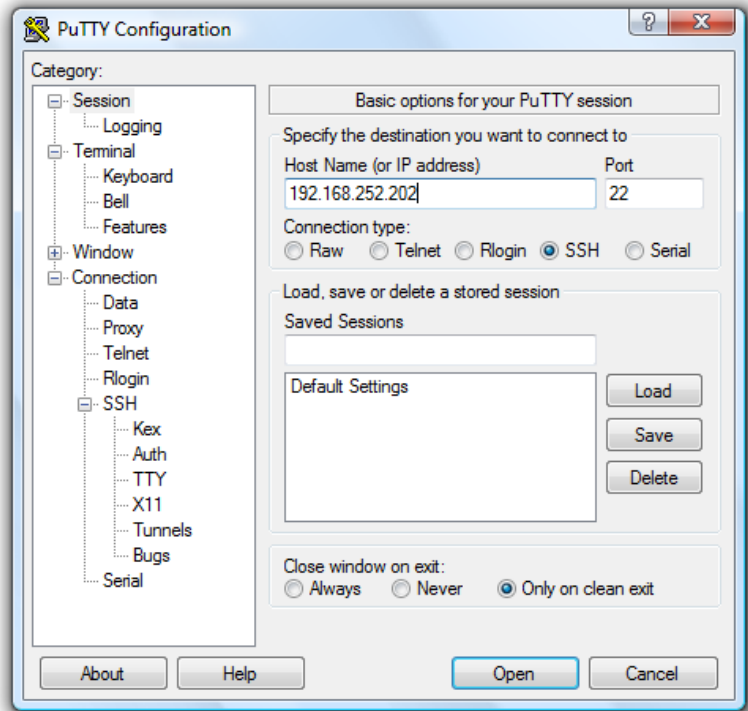 PuTTY Configuration
Category:
Session
Logging
Terminal
Keyboard
Bell
Features
Window
Connection
Data
Proxy
Telnet
Rlogin
SSH
Kex
Auth
TTY
X11
Tunnels
Bugs
Serial
Basic options for your PuTTY session
Specify the destination you want to connect to
Host Name (or IP address) Port
192.168.252.202 22
Connection type:
Raw Telnet Rlogin SSH Serial
Load, save or delete a stored session
Saved Sessions
Default Settings
Load
Save
Delete
Close window on exit:
Always Never Only on clean exit
About Help Open Cancel